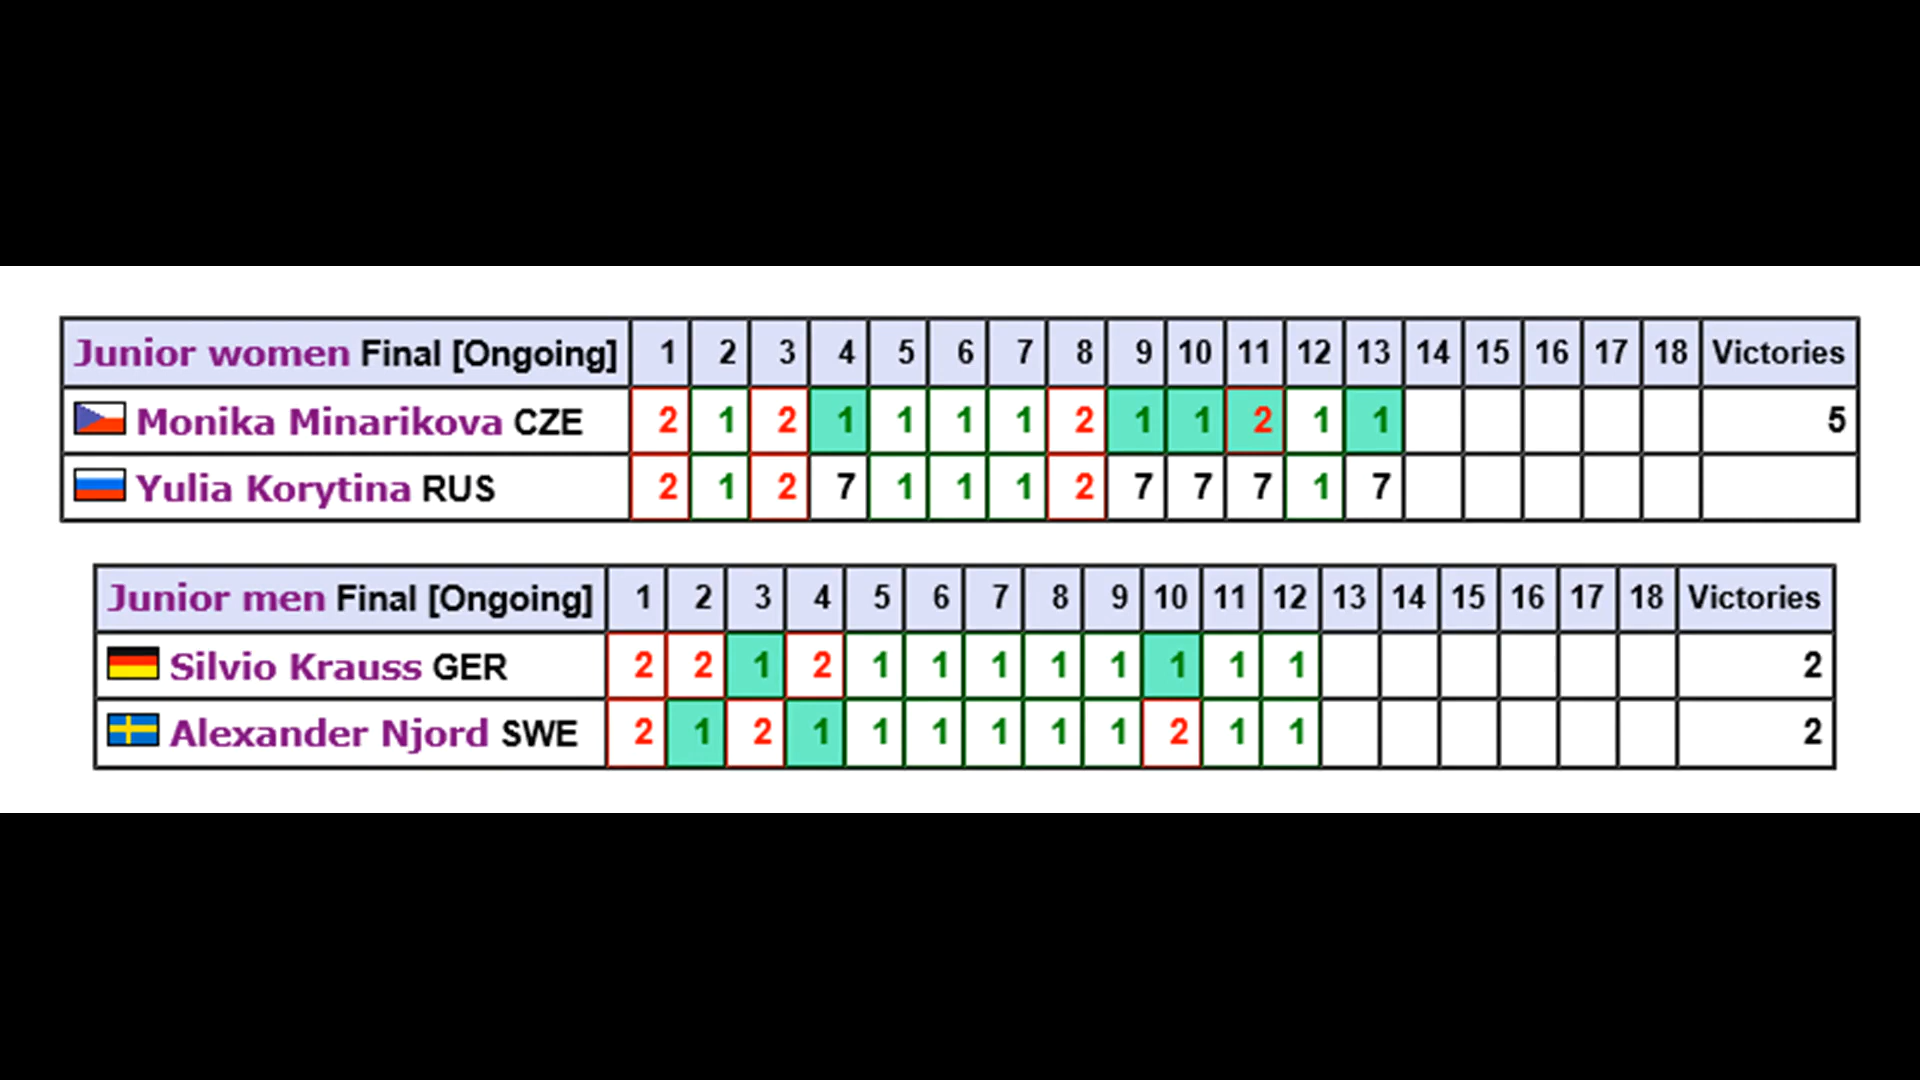 Junior women Final [Ongoing] 1 2 3 4 5 6 7 8 9 10 11 12 13 14 15 16 17 18 Victories
Monika Minarikova CZE 2 1 2 1 1 1 1 2 1 1 2 1 1 5
Yulia Korytina RUS 2 1 2 7 1 1 1 2 7 7 7 1 7
Junior men Final [Ongoing] 1 2 3 4 5 6 7 8 9 10 11 12 13 14 15 16 17 18 Victories
Silvio Krauss GER 2 2 1 2 1 1 1 1 1 1 1 1 2
Alexander Njord SWE 2 1 2 1 1 1 1 1 1 2 1 1 2